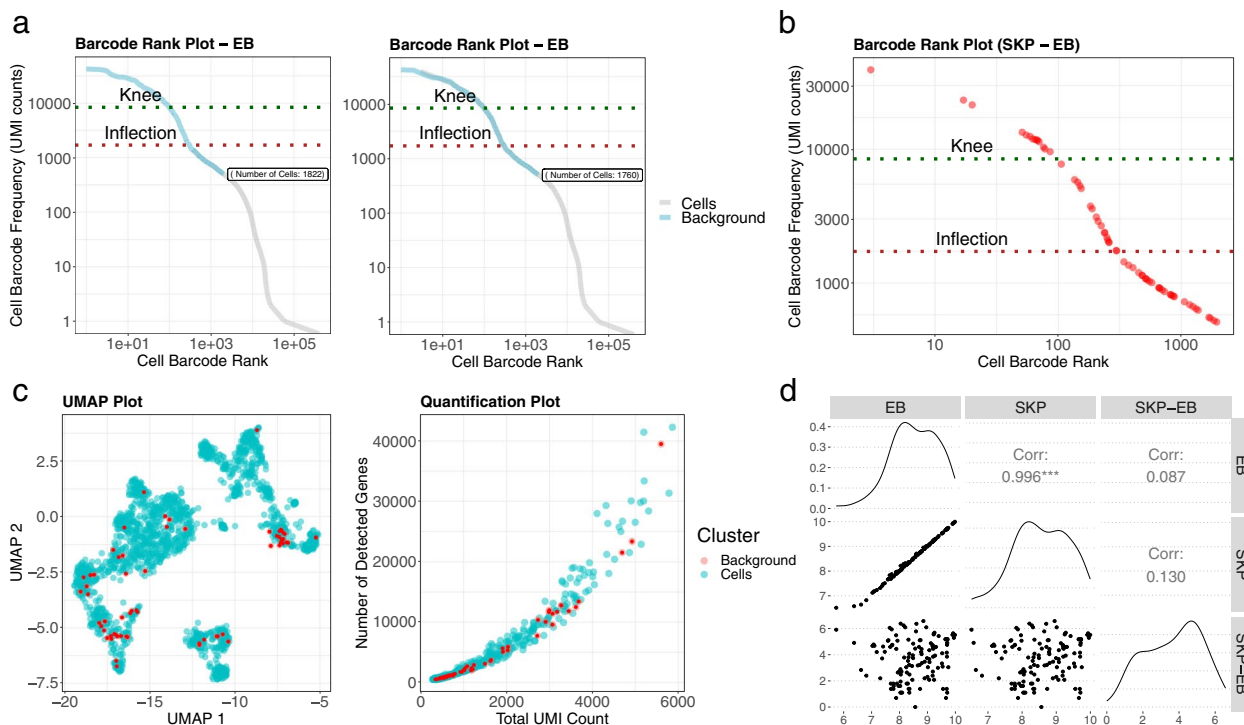 a
Barcode Rank Plot – EB
Cell Barcode Frequency (UMI counts)
10000
1000
100
10
1
Knee
Inflection
( Number of Cells: 1822)
1e+01
1e+03
1e+05
Cell Barcode Rank
Barcode Rank Plot – EB
10000
1000
100
10
1
Knee
Inflection
( Number of Cells: 1760)
1e+01
1e+03
1e+05
Cell Barcode Rank
Cells
Background
b
Barcode Rank Plot (SKP – EB)
Cell Barcode Frequency (UMI counts)
30000
10000
3000
1000
Knee
Inflection
10
100
1000
Cell Barcode Rank
c
UMAP Plot
UMAP 2
2.5
0.0
−2.5
−5.0
−7.5
−20
−15
−10
−5
UMAP 1
Quantification Plot
Number of Detected Genes
40000
30000
20000
10000
0
0
2000
4000
6000
Total UMI Count
Cluster
Background
Cells
d
EB
SKP
SKP−EB
0.4
0.3
0.2
0.1
0.0
Corr:
0.996***
Corr:
0.087
EB
10
9
8
7
Corr:
0.130
SKP
6
4
2
0
SKP−EB
6
7
8
9
10
7
8
9
10
0
2
4
6